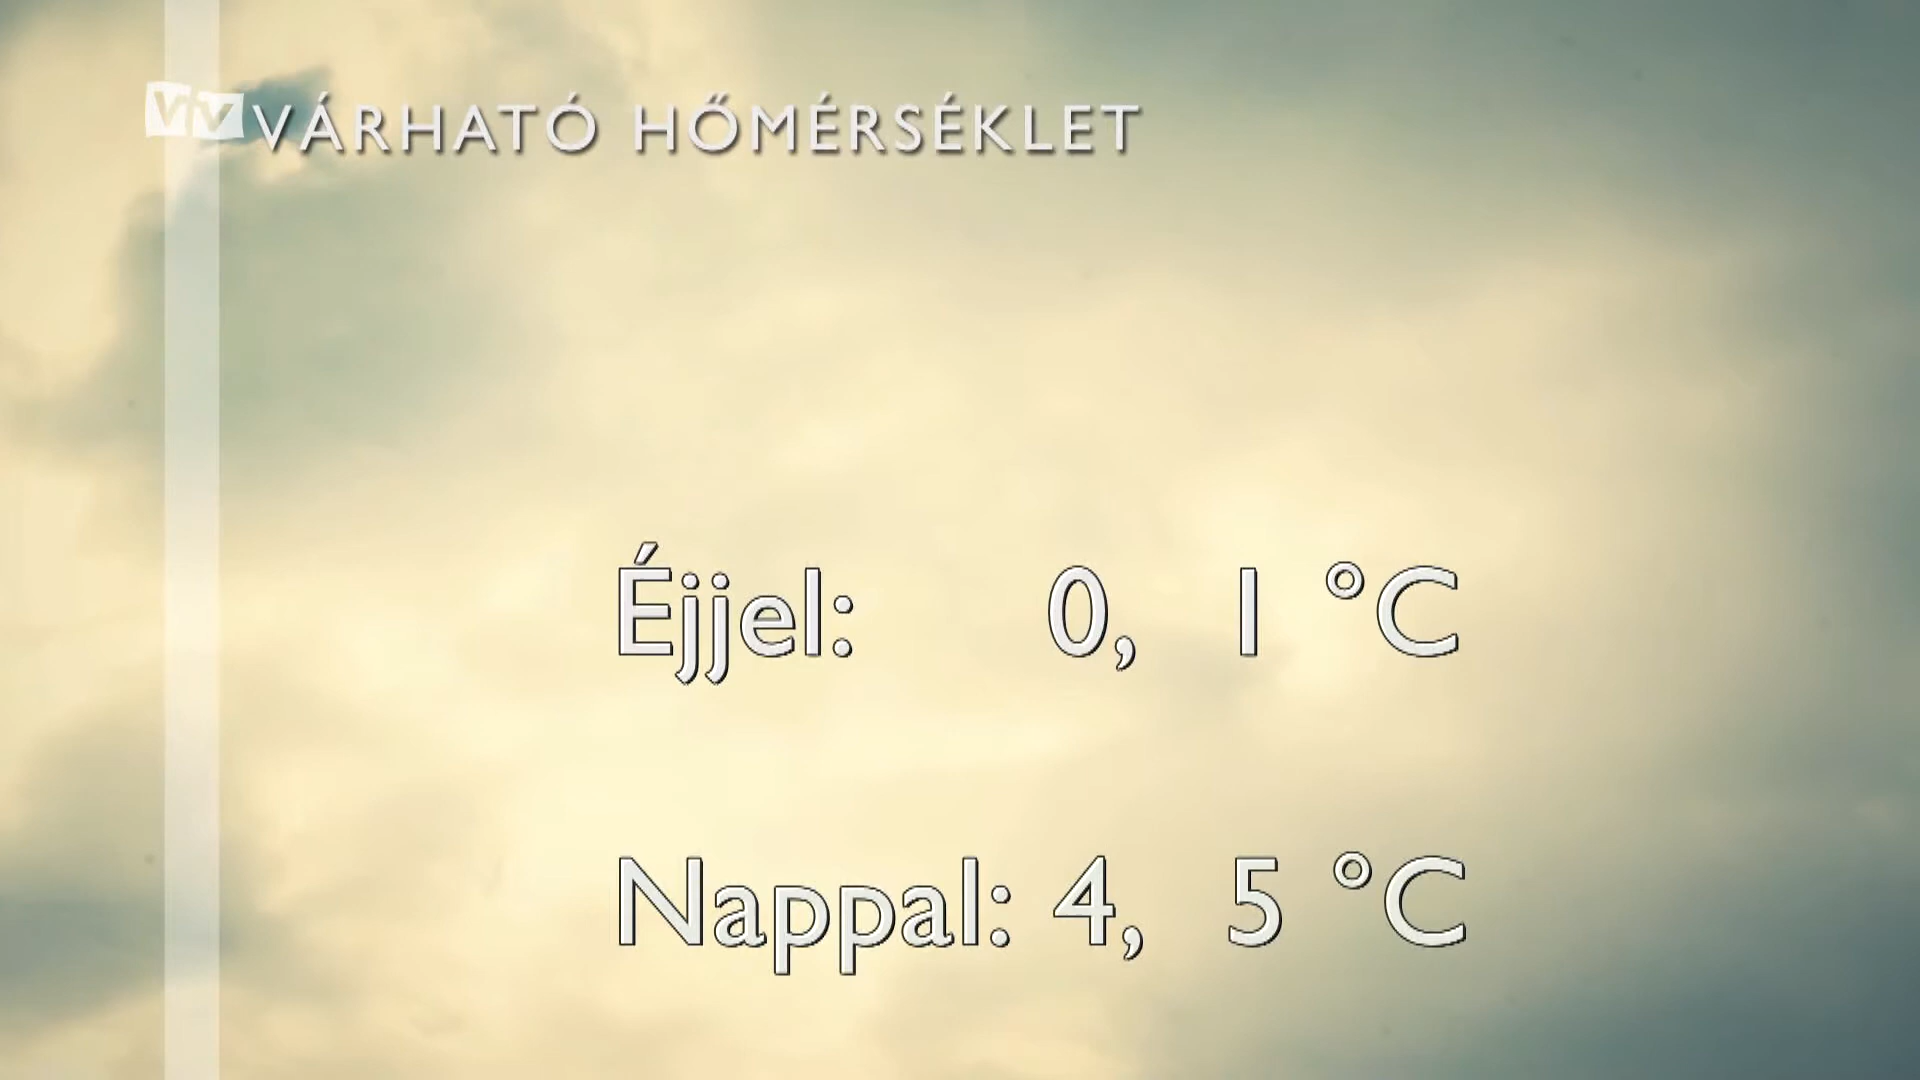 VTV VÁRHATÓ HŐMÉRSÉKLET
Éjjel: 0, 1 °C
Nappal: 4, 5 °C